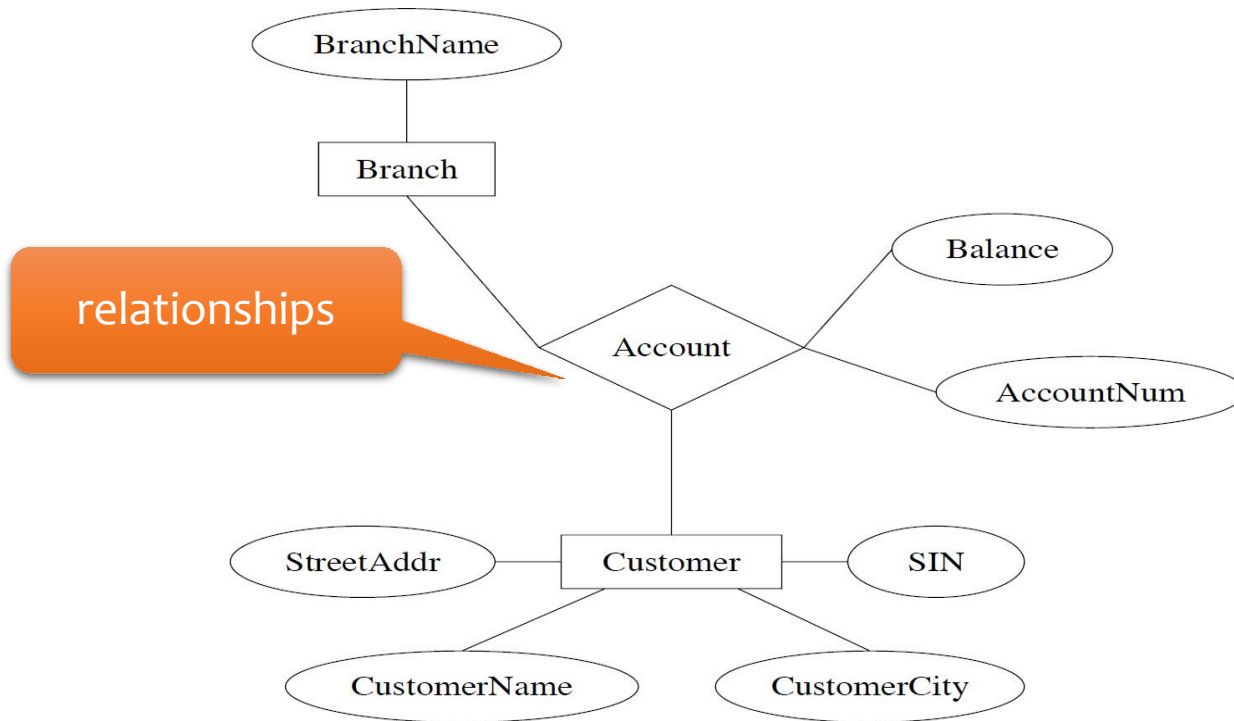 BranchName
Branch
relationships
Balance
Account
AccountNum
StreetAddr
Customer
SIN
CustomerName
CustomerCity